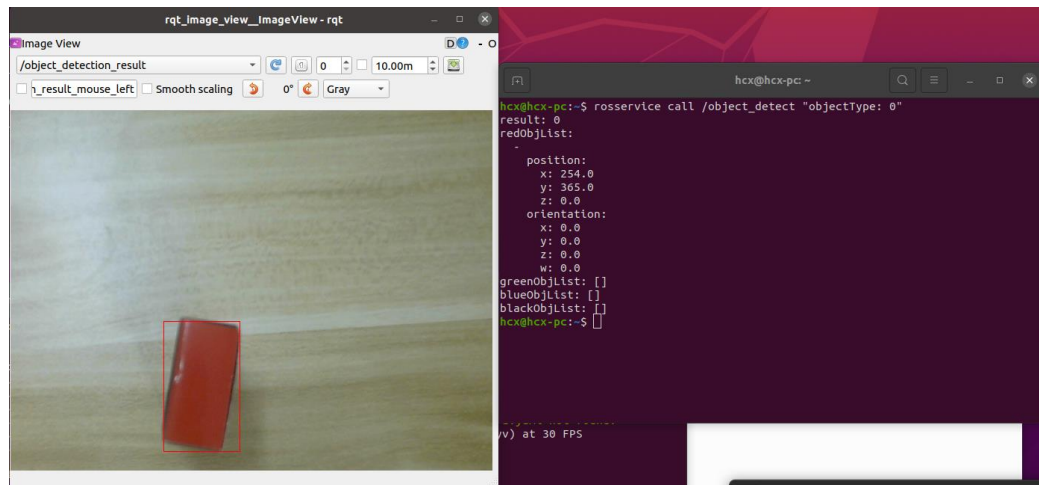 rqt_image_view__ImageView - rqt
Image View
D
- O
/object_detection_result
0
10.00m
n_result_mouse_left
Smooth scaling
0°
Gray
hcx@hcx-pc: ~
hcx@hcx-pc:~$ rosservice call /object_detect "objectType: 0"
result: 0
redObjList:
-
position:
x: 254.0
y: 365.0
z: 0.0
orientation:
x: 0.0
y: 0.0
z: 0.0
w: 0.0
greenObjList: []
blueObjList: []
blackObjList: []
hcx@hcx-pc:~$
yv) at 30 FPS